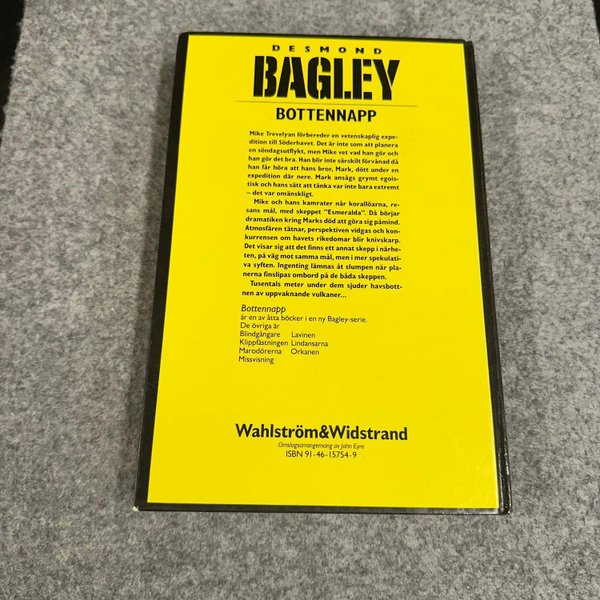 DESMOND
BAGLEY
BOTTENNAPP
Mike Trevelyan förbereder en vetenskaplig expe-
dition till Söderhavet. Det är inte som att planera
en söndagsutflykt, men Mike vet vad han gör och
han gör det bra. Han blir inte särskilt förvånad då
han får höra att hans bror, Mark, dött under en
expedition där nere. Mark ansågs grymt egois-
tisk och hans sätt att tänka var inte bara extremt
– det var omänskligt.
Mike och hans kamrater når korallöarna, re-
sans mål, med skeppet "Esmeralda". Då börjar
dramatiken kring Marks död att göra sig påmind.
Atmosfären tätnar, perspektiven vidgas och kon-
kurrensen om havets rikedomar blir knivskarp.
Det visar sig att det finns ett annat skepp i närhe-
ten, på väg mot samma mål, men i mer spekulati-
va syften. Ingenting lämnas åt slumpen när pla-
nerna finslipas ombord på de båda skeppen.
Tusentals meter under dem sjuder havsbott-
nen av uppvaknande vulkaner...
Bottennapp
är en av åtta böcker i en ny Bagley-serie.
De övriga är
Blindgångare Lavinen
Klippfästningen Lindansarna
Marodörerna Orkanen
Missvisning
Wahlström&Widstrand
Omslagsarrangemang av John Eyre
ISBN 91-46-15754-9